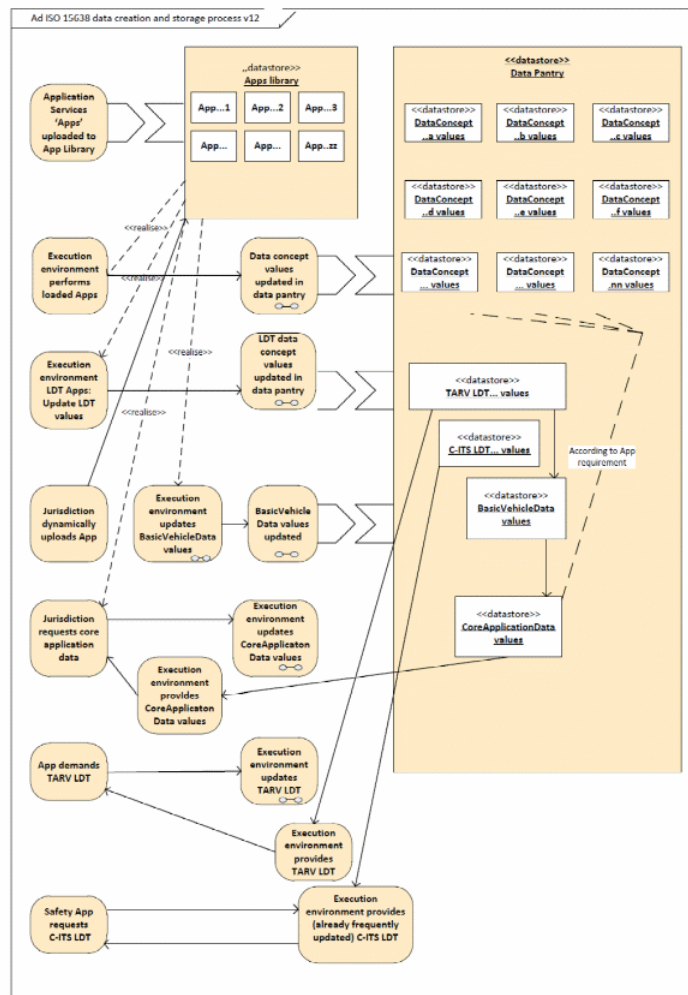 Ad ISO 15638 data creation and storage process v12
Application
Services
'Apps'
uploaded to
App Library
,,datastore>>
Apps library
App...1
App...2
App...3
App...
App...
App..zz
<<datastore>>
Data Pantry
<<datastore>>
DataConcept
..a values
<<datastore>>
DataConcept
..b values
<<datastore>>
DataConcept
..c values
<<datastore>>
DataConcept
..d values
<<datastore>>
DataConcept
..e values
<<datastore>>
DataConcept
..f values
<<datastore>>
DataConcept
... values
<<datastore>>
DataConcept
... values
<<datastore>>
DataConcept
.nn values
<<realise>>
Execution
environment
performs
loaded Apps
<<realise>>
Data concept
values
updated in
data pantry
<<realise>>
Execution
environment
LDT Apps:
Update LDT
values
LDT data
concept
values
updated in
data pantry
<<realise>>
<<datastore>>
TARV LDT... values
<<datastore>>
C-ITS LDT... values
According to App
requirement
Jurisdiction
dynamically
uploads App
Execution
environment
updates
BasicVehicleData
values
BasicVehicle
Data values
updated
<<datastore>>
BasicVehicleData
values
Jurisdiction
requests core
application
data
Execution
environment
updates
CoreApplicaton
Data values
<<datastore>>
CoreApplicationData
values
Execution
environment
provides
CoreApplicaton
Data values
App demands
TARV LDT
Execution
environment
updates
TARV LDT
Execution
environment
provides
TARV LDT
Safety App
requests
C-ITS LDT
Execution
environment provides
(already frequently
updated) C-ITS LDT